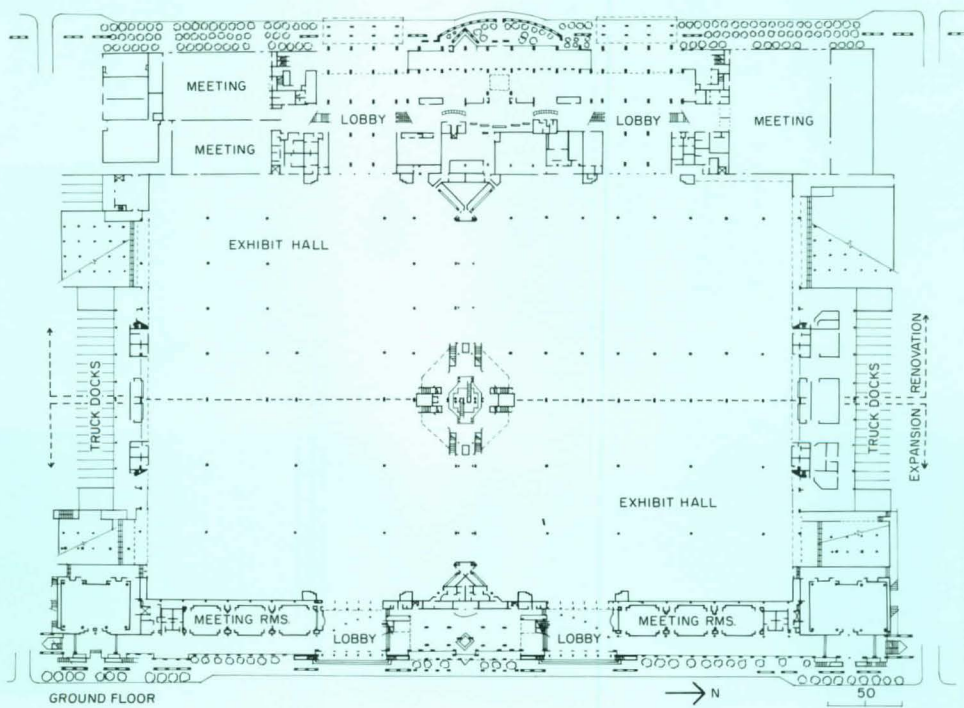 MEETING
LOBBY
LOBBY
MEETING
MEETING
EXHIBIT HALL
TRUCK DOCKS
TRUCK DOCKS
EXPANSION RENOVATION
EXHIBIT HALL
MEETING RMS.
MEETING RMS.
LOBBY
LOBBY
GROUND FLOOR
N
50